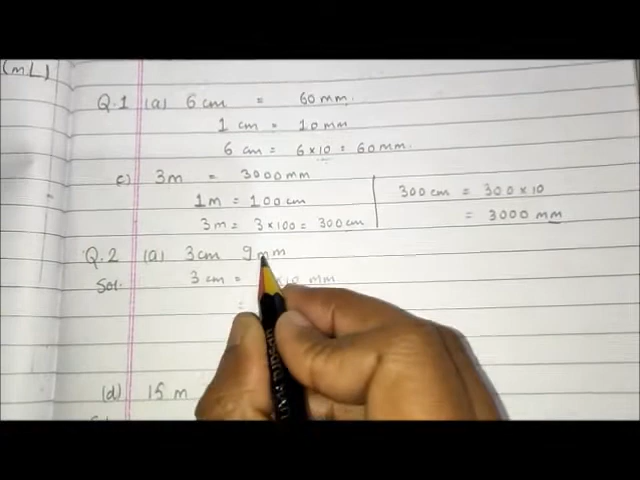 (mL)
Q.1 (a) 6 cm = 60 mm.
1 cm = 10 mm
6 cm = 6×10 = 60 mm.
c) 3m = 3000 mm
1m = 100 cm
3m = 3×100 = 300 cm
300 cm = 300×10
= 3000 mm
Q.2 (a) 3 cm 9 mm
Sol. 3 cm = ×10 mm
=
(d) 15 m